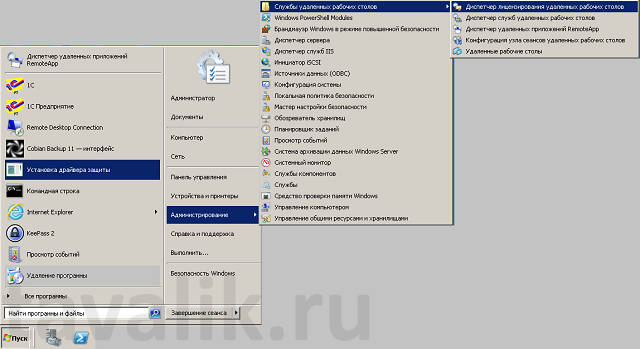 Диспетчер удаленных приложений
RemoteApp
1С
1С Предприятие
Remote Desktop Connection
Cobian Backup 11 — интерфейс
Установка драйвера защиты
Командная строка
Internet Explorer
KeePass 2
Просмотр событий
Удаление программы
Все программы
Найти программы и файлы
Пуск
Администратор
Документы
Компьютер
Сеть
Панель управления
Устройства и принтеры
Администрирование
Справка и поддержка
Выполнить...
Безопасность Windows
Завершение сеанса
Службы удаленных рабочих столов
Windows PowerShell Modules
Брандмауэр Windows в режиме повышенной безопасности
Диспетчер сервера
Диспетчер служб IIS
Инициатор iSCSI
Источники данных (ODBC)
Конфигурация системы
Локальная политика безопасности
Мастер настройки безопасности
Обозреватель хранилищ
Планировщик заданий
Просмотр событий
Система архивации данных Windows Server
Системный монитор
Службы компонентов
Службы
Средство проверки памяти Windows
Управление компьютером
Управление общими ресурсами и хранилищами
Диспетчер лицензирования удаленных рабочих столов
Диспетчер служб удаленных рабочих столов
Диспетчер удаленных приложений RemoteApp
Конфигурация узла сеансов удаленных рабочих столов
Удаленные рабочие столы
tavalik.ru